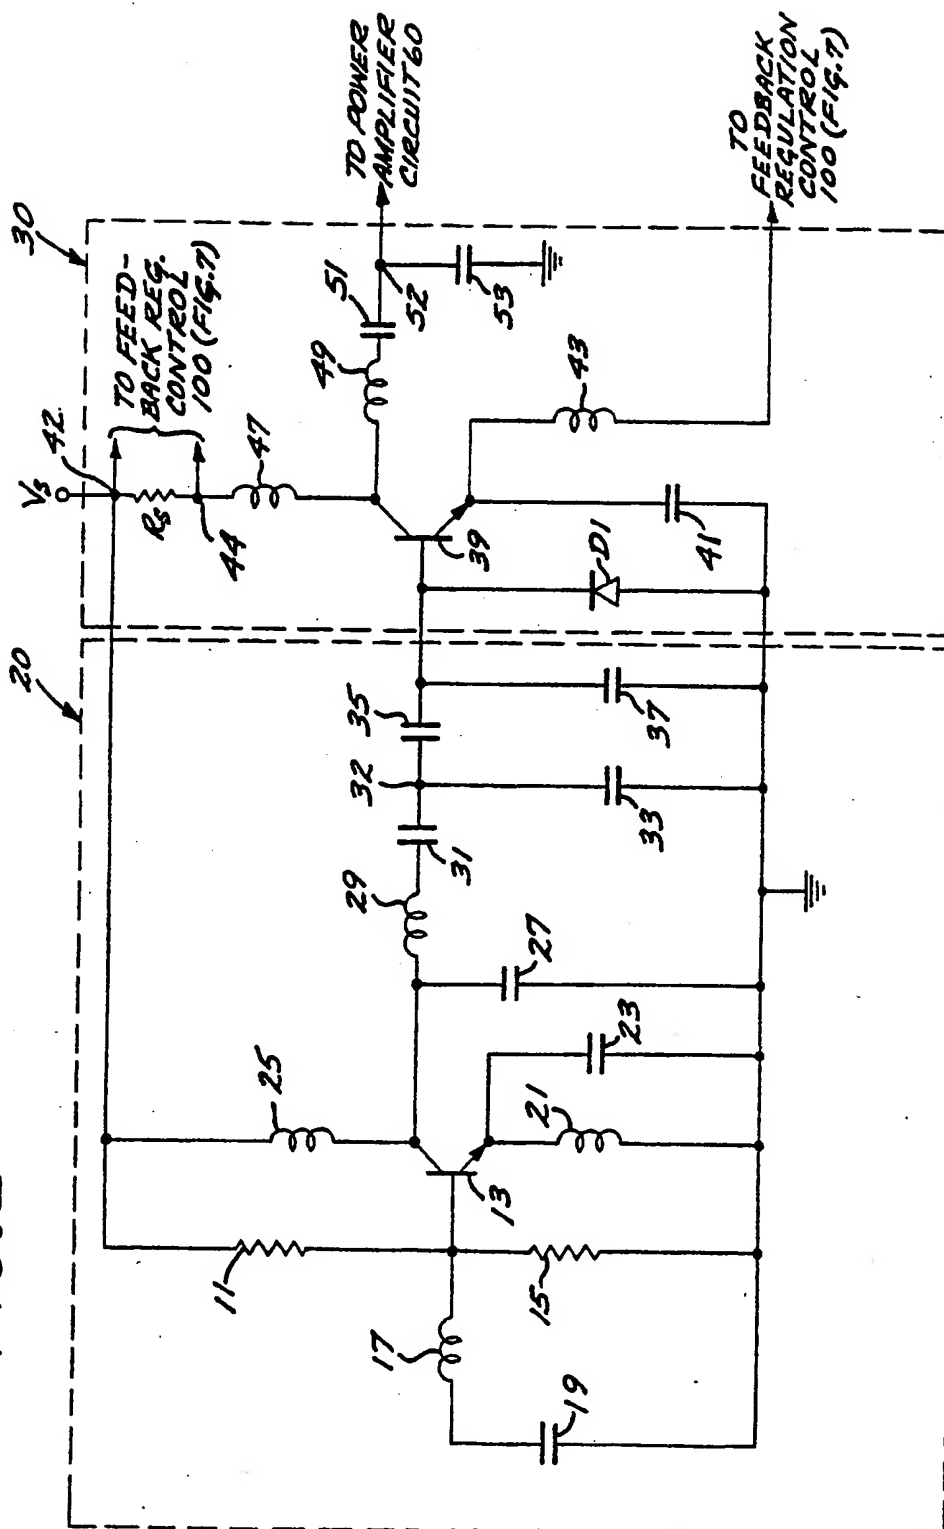 30
20
Vs
42
TO FEED-
BACK REG.
CONTROL
100 (FIG.7)
Rs
44
47
49
51
52
53
TO POWER
AMPLIFIER
CIRCUIT 60
43
TO
FEEDBACK
REGULATION
CONTROL
100 (FIG.7)
39
41
D1
35
32
31
29
37
33
27
25
23
21
13
11
15
17
19